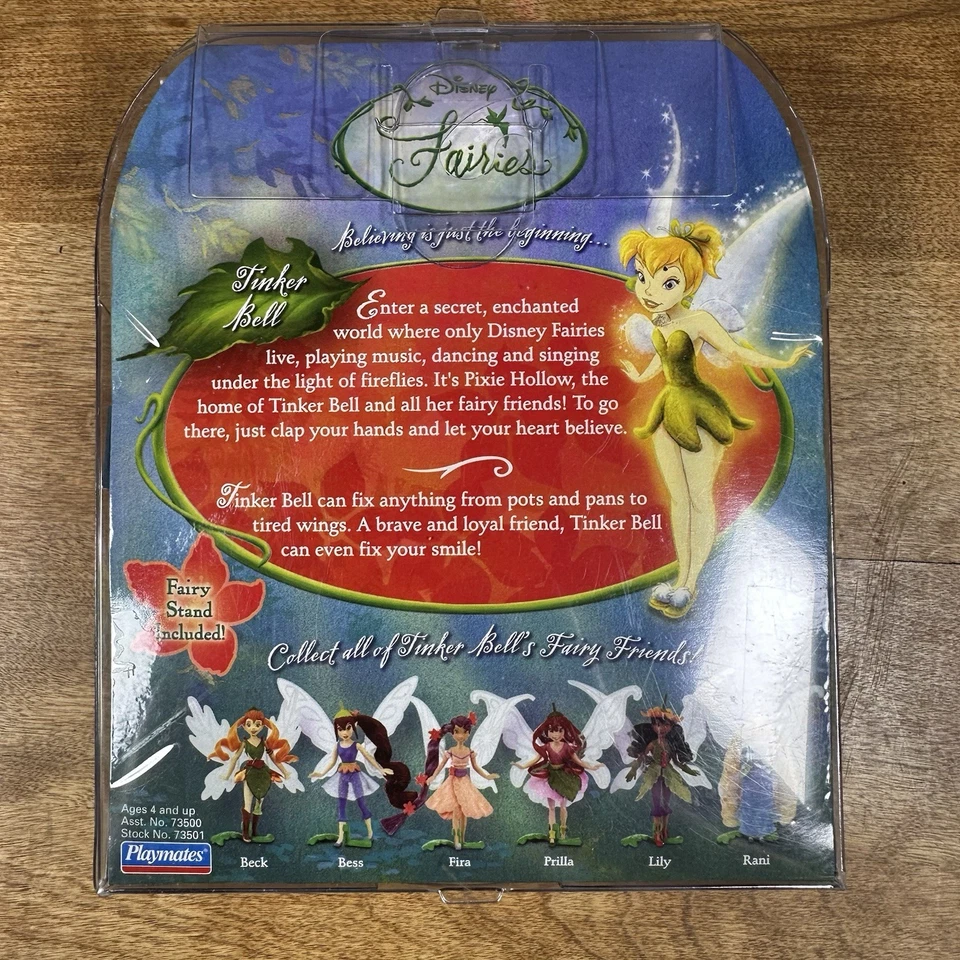 Disney
Fairies
Believing is just the beginning...
Tinker
Bell
Enter a secret, enchanted
world where only Disney Fairies
live, playing music, dancing and singing
under the light of fireflies. It's Pixie Hollow, the
home of Tinker Bell and all her fairy friends! To go
there, just clap your hands and let your heart believe.
Tinker Bell can fix anything from pots and pans to
tired wings. A brave and loyal friend, Tinker Bell
can even fix your smile!
Fairy
Stand
Included!
Collect all of Tinker Bell's Fairy Friends!
Ages 4 and up
Asst. No. 73500
Stock No. 73501
Playmates®
Beck Bess Fira Prilla Lily Rani